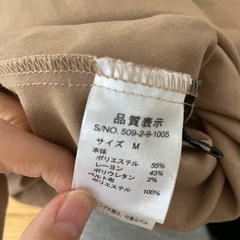 品質表示
S/NO. 509-2-9-1005
サイズ M
本体
ポリエステル 55%
レーヨン 43%
ポリウレタン 2%
ベルト布
ポリエステル 100%